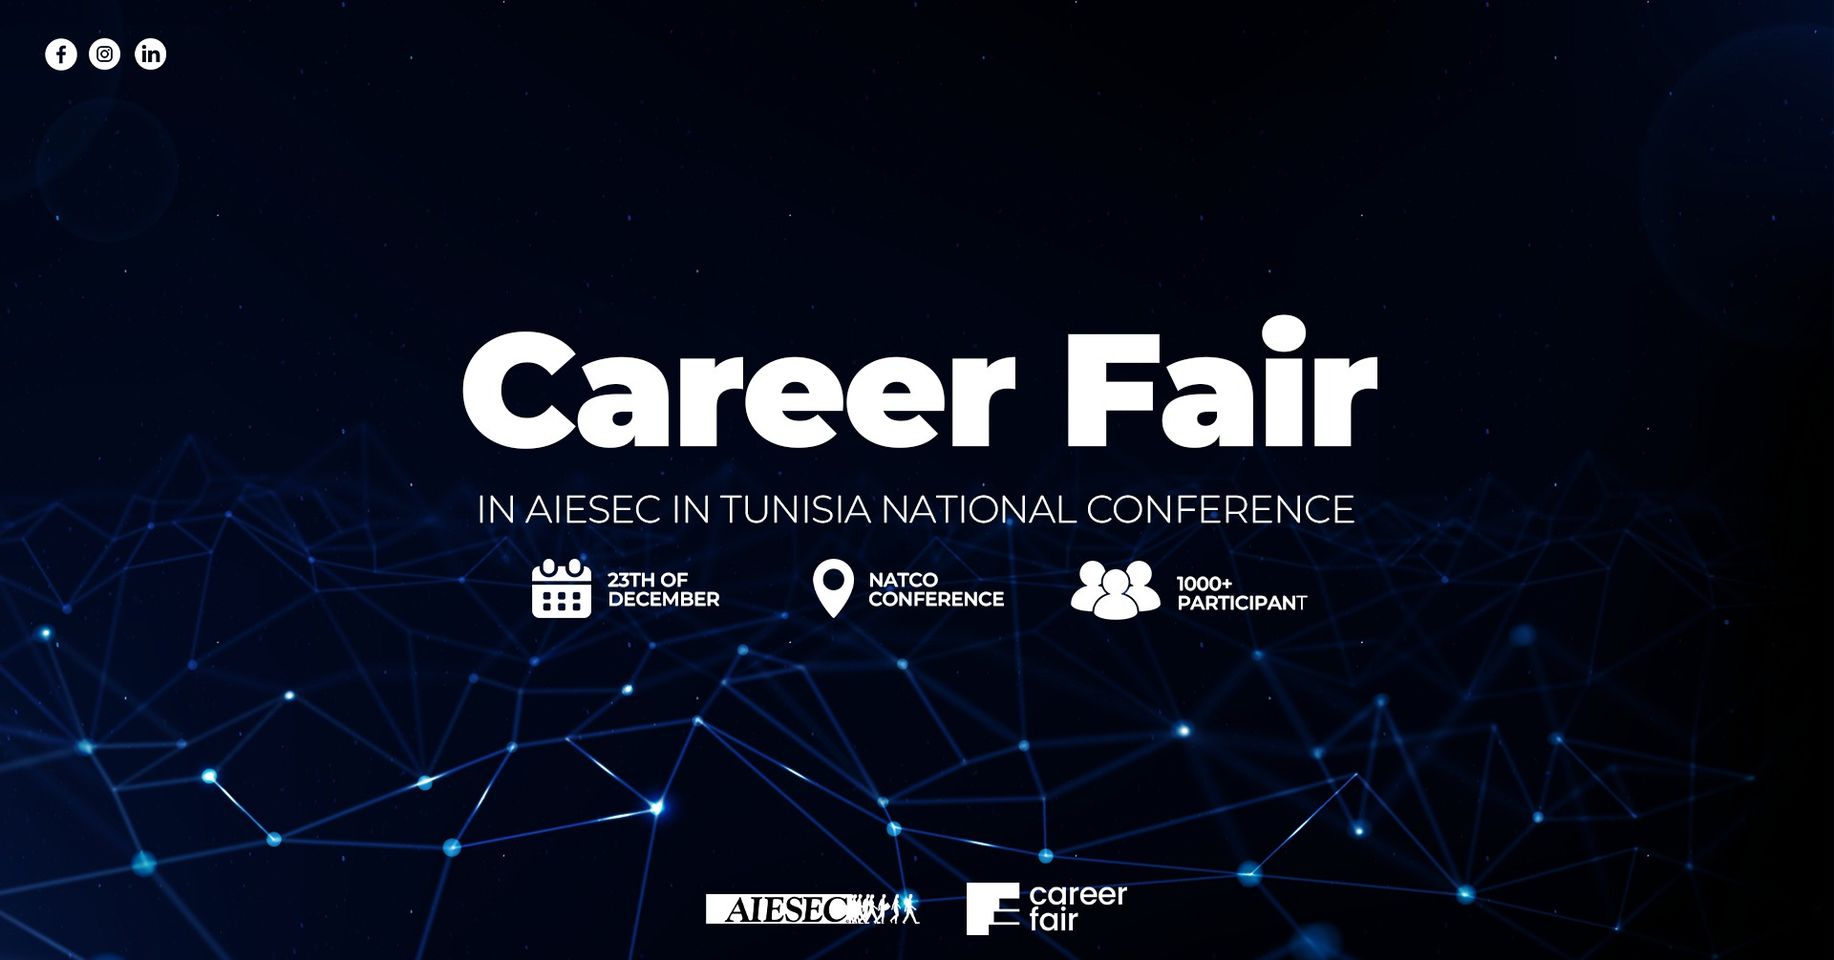 Career Fair
IN AIESEC IN TUNISIA NATIONAL CONFERENCE
23TH OF
DECEMBER
NATCO
CONFERENCE
1000+
PARTICIPANT
AIESEC
career
fair